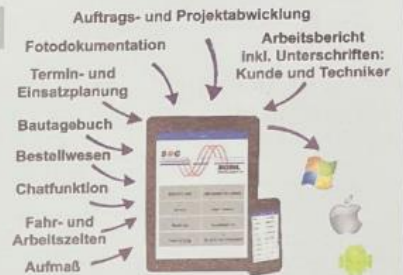 Auftrags- und Projektabwicklung
Fotodokumentation
Arbeitsbericht
inkl. Unterschriften:
Kunde und Techniker
Termin- und
Einsatzplanung
Bautagebuch
Bestellwesen
Chatfunktion
Fahr- und
Arbeitszeiten
Aufmaß